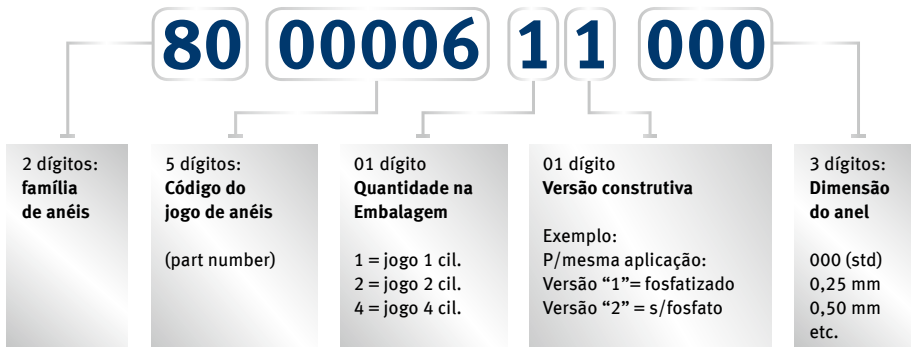 80 00006 1 1 000
2 dígitos:
família
de anéis
5 dígitos:
Código do
jogo de anéis
(part number)
01 dígito
Quantidade na
Embalagem
1 = jogo 1 cil.
2 = jogo 2 cil.
4 = jogo 4 cil.
01 dígito
Versão construtiva
Exemplo:
P/mesma aplicação:
Versão “1”= fosfatizado
Versão “2” = s/fosfato
3 dígitos:
Dimensão
do anel
000 (std)
0,25 mm
0,50 mm
etc.